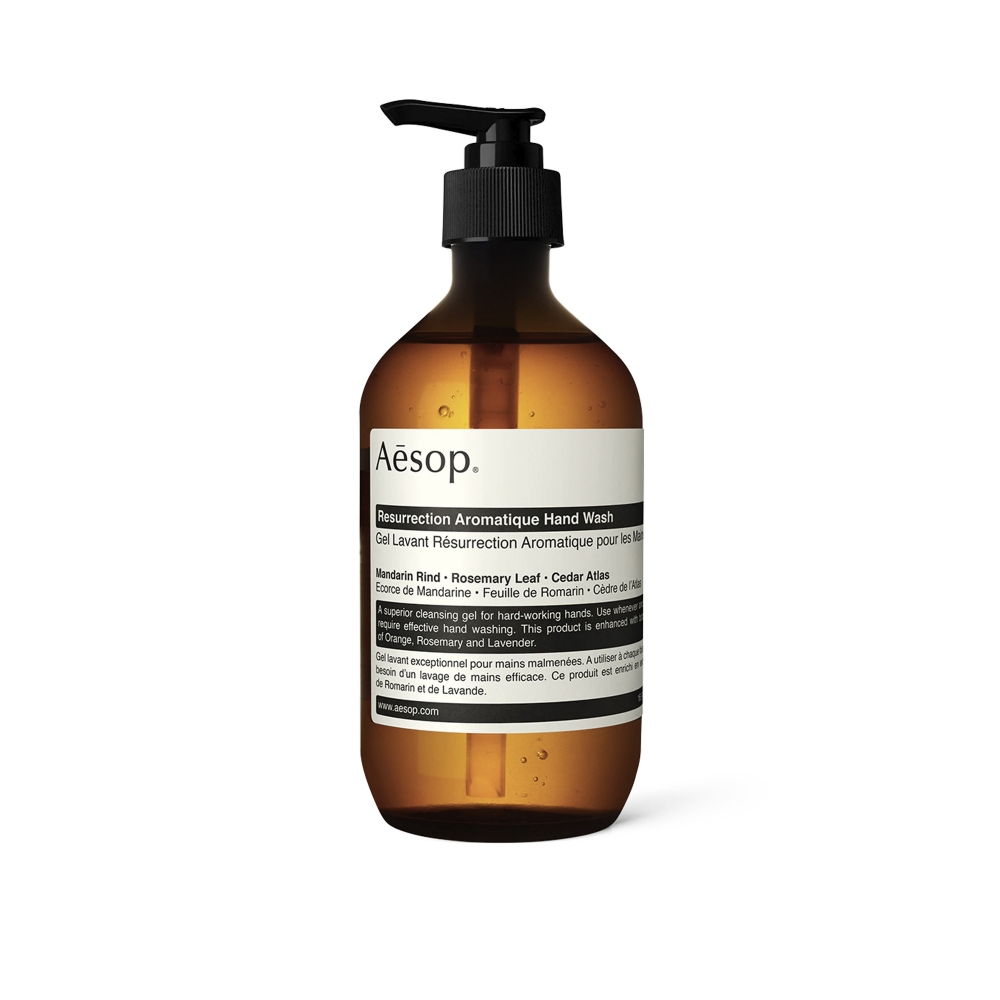 Aēsop®
Resurrection Aromatique Hand Wash
Gel Lavant Résurrection Aromatique pour les
Mandarin Rind • Rosemary Leaf • Cedar Atlas
Ecorce de Mandarine • Feuille de Romarin • Cèdre de l'Atlas
A superior cleansing gel for hard-working hands. Use whenever
require effective hand washing. This product is enhanced with
of Orange, Rosemary and Lavender.
Gel lavant exceptionnel pour mains malmenées. A utiliser à chaque
besoin d'un lavage de mains efficace. Ce produit est enrichi en
de Romarin et de Lavande.
www.aesop.com